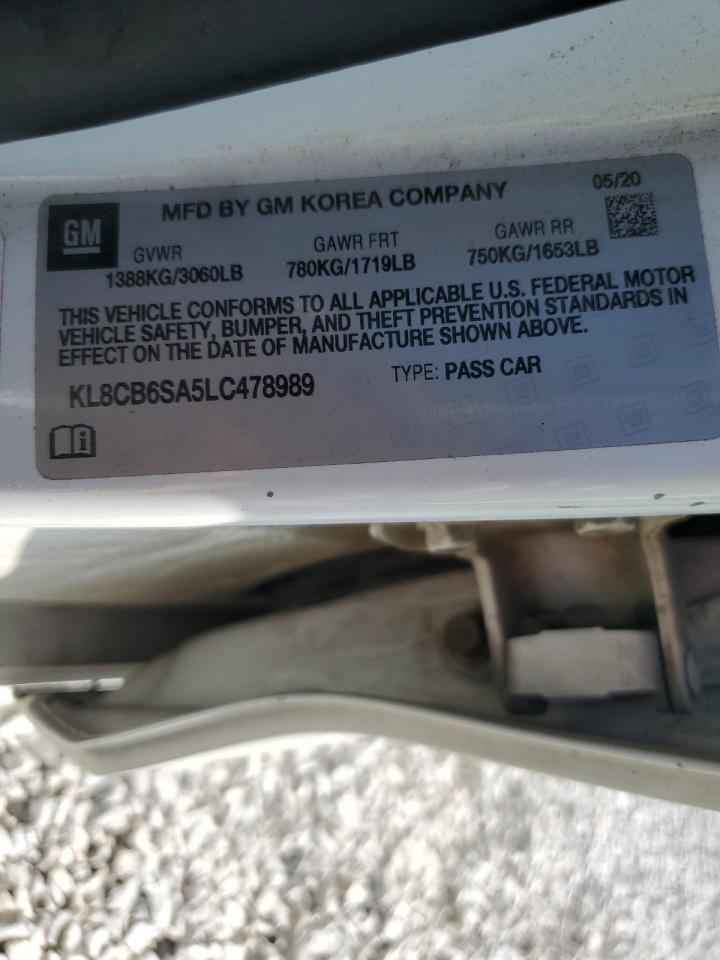 GM
MFD BY GM KOREA COMPANY
05/20
GVWR
1388KG/3060LB
GAWR FRT
780KG/1719LB
GAWR RR
750KG/1653LB
THIS VEHICLE CONFORMS TO ALL APPLICABLE U.S. FEDERAL MOTOR
VEHICLE SAFETY, BUMPER, AND THEFT PREVENTION STANDARDS IN
EFFECT ON THE DATE OF MANUFACTURE SHOWN ABOVE.
KL8CB6SA5LC478989
TYPE: PASS CAR